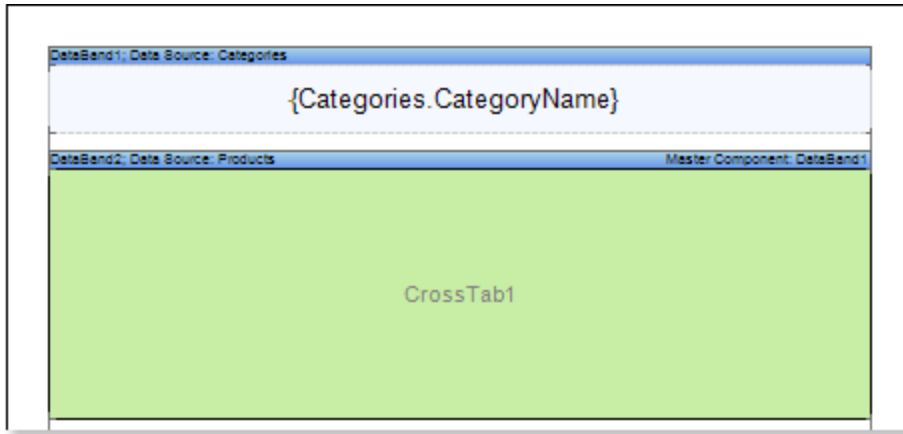 DataBand1; Data Source: Categories
{Categories.CategoryName}
DataBand2; Data Source: Products Master Component: DataBand1
CrossTab1